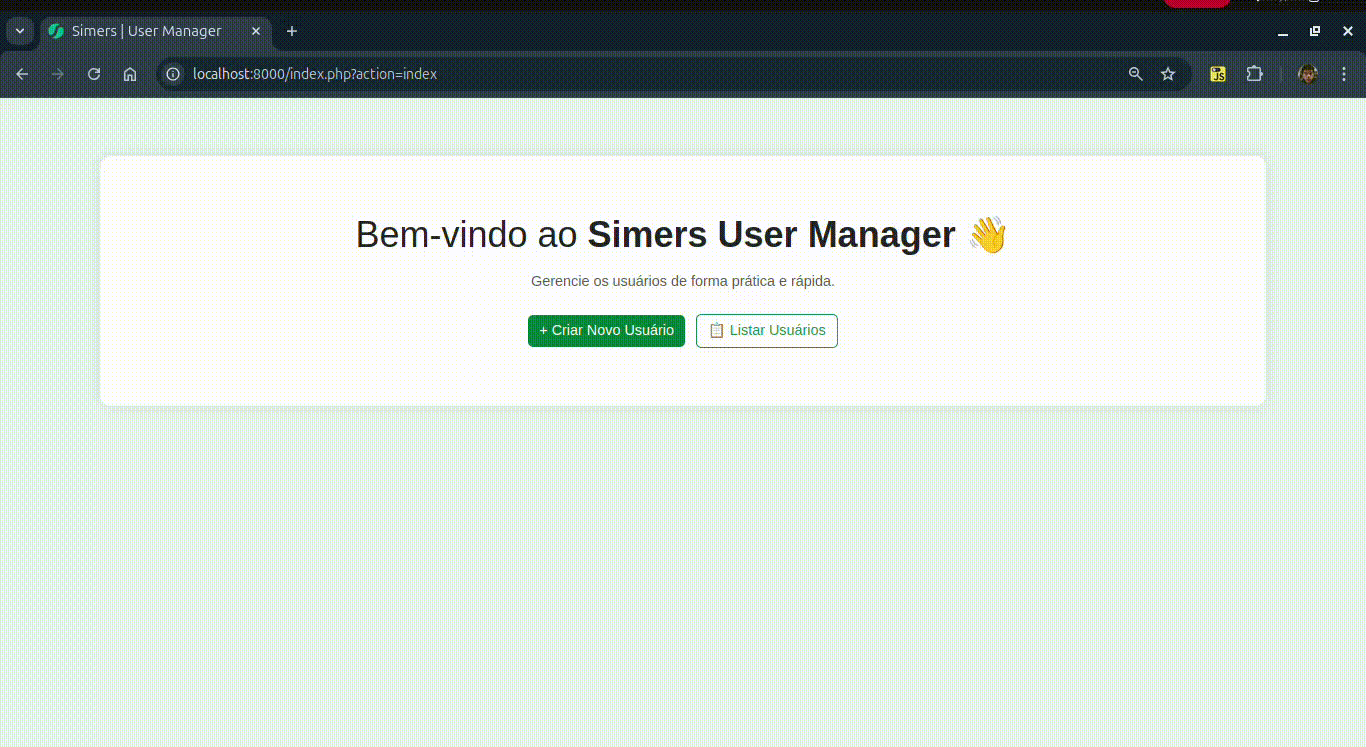 Simers | User Manager
localhost:8000/index.php?action=index
JS
Bem-vindo ao Simers User Manager 👋
Gerencie os usuários de forma prática e rápida.
+ Criar Novo Usuário
📋 Listar Usuários